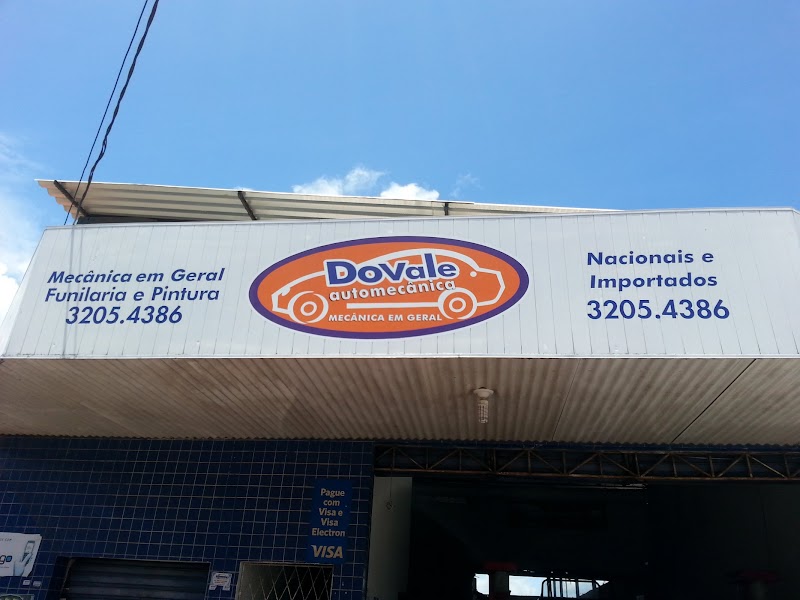 Mecânica em Geral
Funilaria e Pintura
3205.4386
DoVale
automecânica
MECÂNICA EM GERAL
Nacionais e
Importados
3205.4386
Pague
com
Visa e
Visa
Electron
VISA